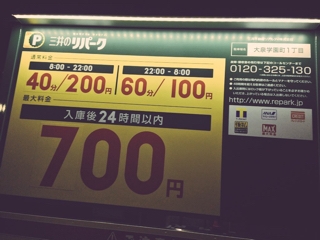 P 三井のリパーク
通常料金
8:00 - 22:00
40分/200円
22:00 - 8:00
60分/100円
最大料金
入庫後24時間以内
700円
大泉学園町1丁目
0120-325-130
http://www.repark.jp
ANA
MAX